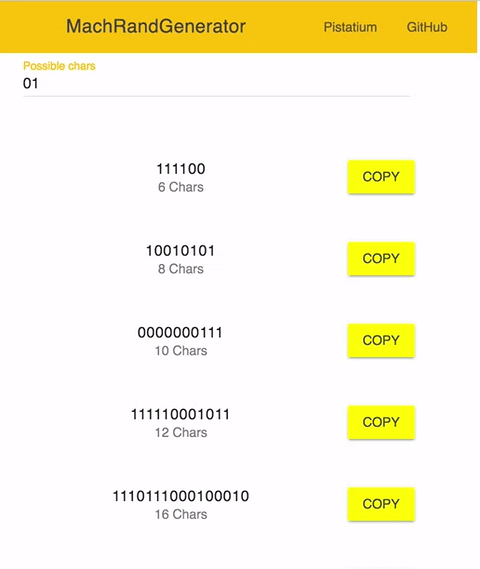 MachRandGenerator Pistatium GitHub
Possible chars
01
111100 COPY
6 Chars
10010101 COPY
8 Chars
0000000111 COPY
10 Chars
111110001011 COPY
12 Chars
1110111000100010 COPY
16 Chars